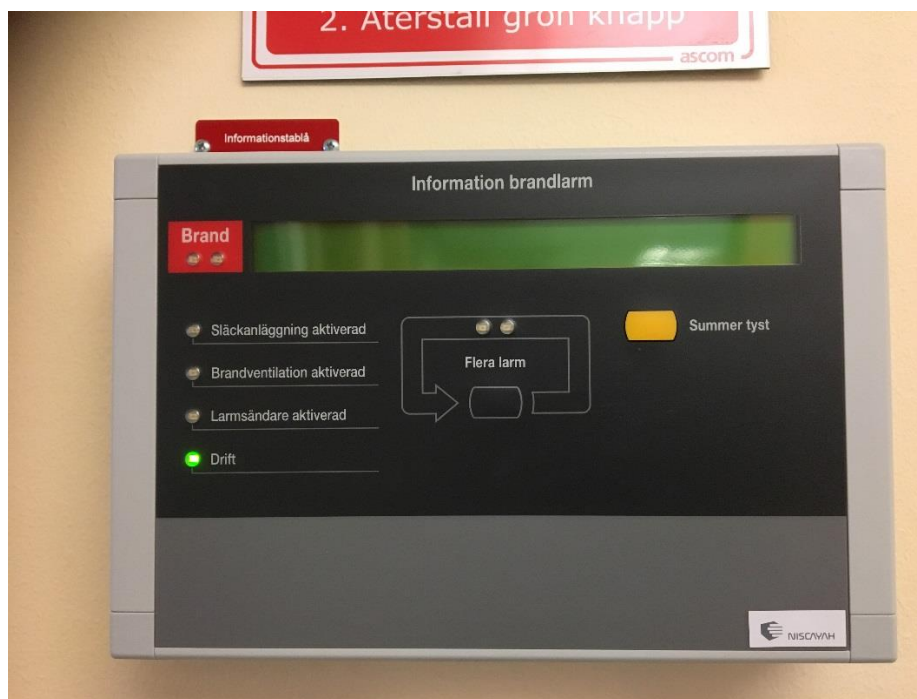 2. Återställ grön knapp
ascom
Informationstablå
Information brandlarm
Brand
Släckanläggning aktiverad
Summer tyst
Flera larm
Brandventilation aktiverad
Larmsändare aktiverad
Drift
NISCAYAH